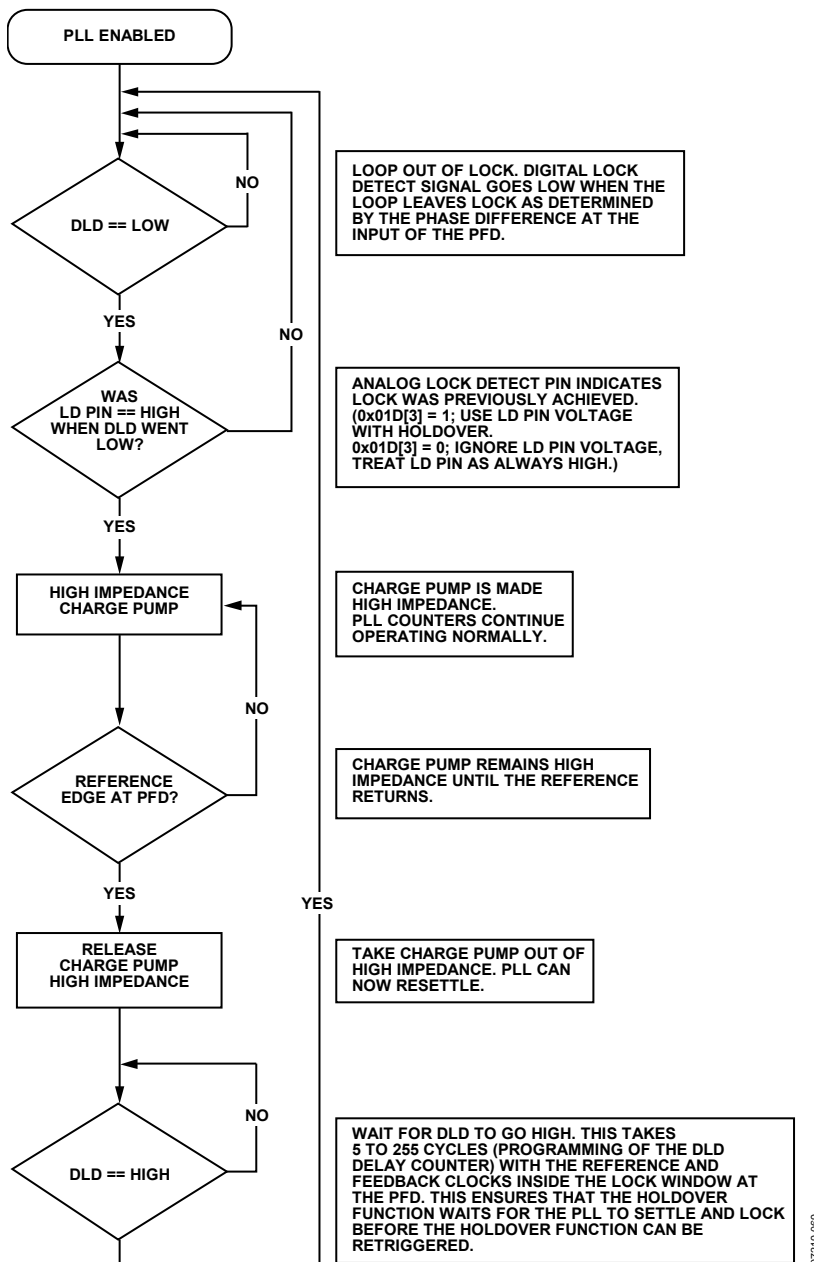 PLL ENABLED
NO
DLD == LOW
LOOP OUT OF LOCK. DIGITAL LOCK
DETECT SIGNAL GOES LOW WHEN THE
LOOP LEAVES LOCK AS DETERMINED
BY THE PHASE DIFFERENCE AT THE
INPUT OF THE PFD.
YES
NO
WAS
LD PIN == HIGH
WHEN DLD WENT
LOW?
ANALOG LOCK DETECT PIN INDICATES
LOCK WAS PREVIOUSLY ACHIEVED.
(0x01D[3] = 1; USE LD PIN VOLTAGE
WITH HOLDOVER.
0x01D[3] = 0; IGNORE LD PIN VOLTAGE,
TREAT LD PIN AS ALWAYS HIGH.)
YES
HIGH IMPEDANCE
CHARGE PUMP
CHARGE PUMP IS MADE
HIGH IMPEDANCE.
PLL COUNTERS CONTINUE
OPERATING NORMALLY.
NO
REFERENCE
EDGE AT PFD?
CHARGE PUMP REMAINS HIGH
IMPEDANCE UNTIL THE REFERENCE
RETURNS.
YES
YES
RELEASE
CHARGE PUMP
HIGH IMPEDANCE
TAKE CHARGE PUMP OUT OF
HIGH IMPEDANCE. PLL CAN
NOW RESETTLE.
NO
DLD == HIGH
WAIT FOR DLD TO GO HIGH. THIS TAKES
5 TO 255 CYCLES (PROGRAMMING OF THE DLD
DELAY COUNTER) WITH THE REFERENCE AND
FEEDBACK CLOCKS INSIDE THE LOCK WINDOW AT
THE PFD. THIS ENSURES THAT THE HOLDOVER
FUNCTION WAITS FOR THE PLL TO SETTLE AND LOCK
BEFORE THE HOLDOVER FUNCTION CAN BE
RETRIGGERED.